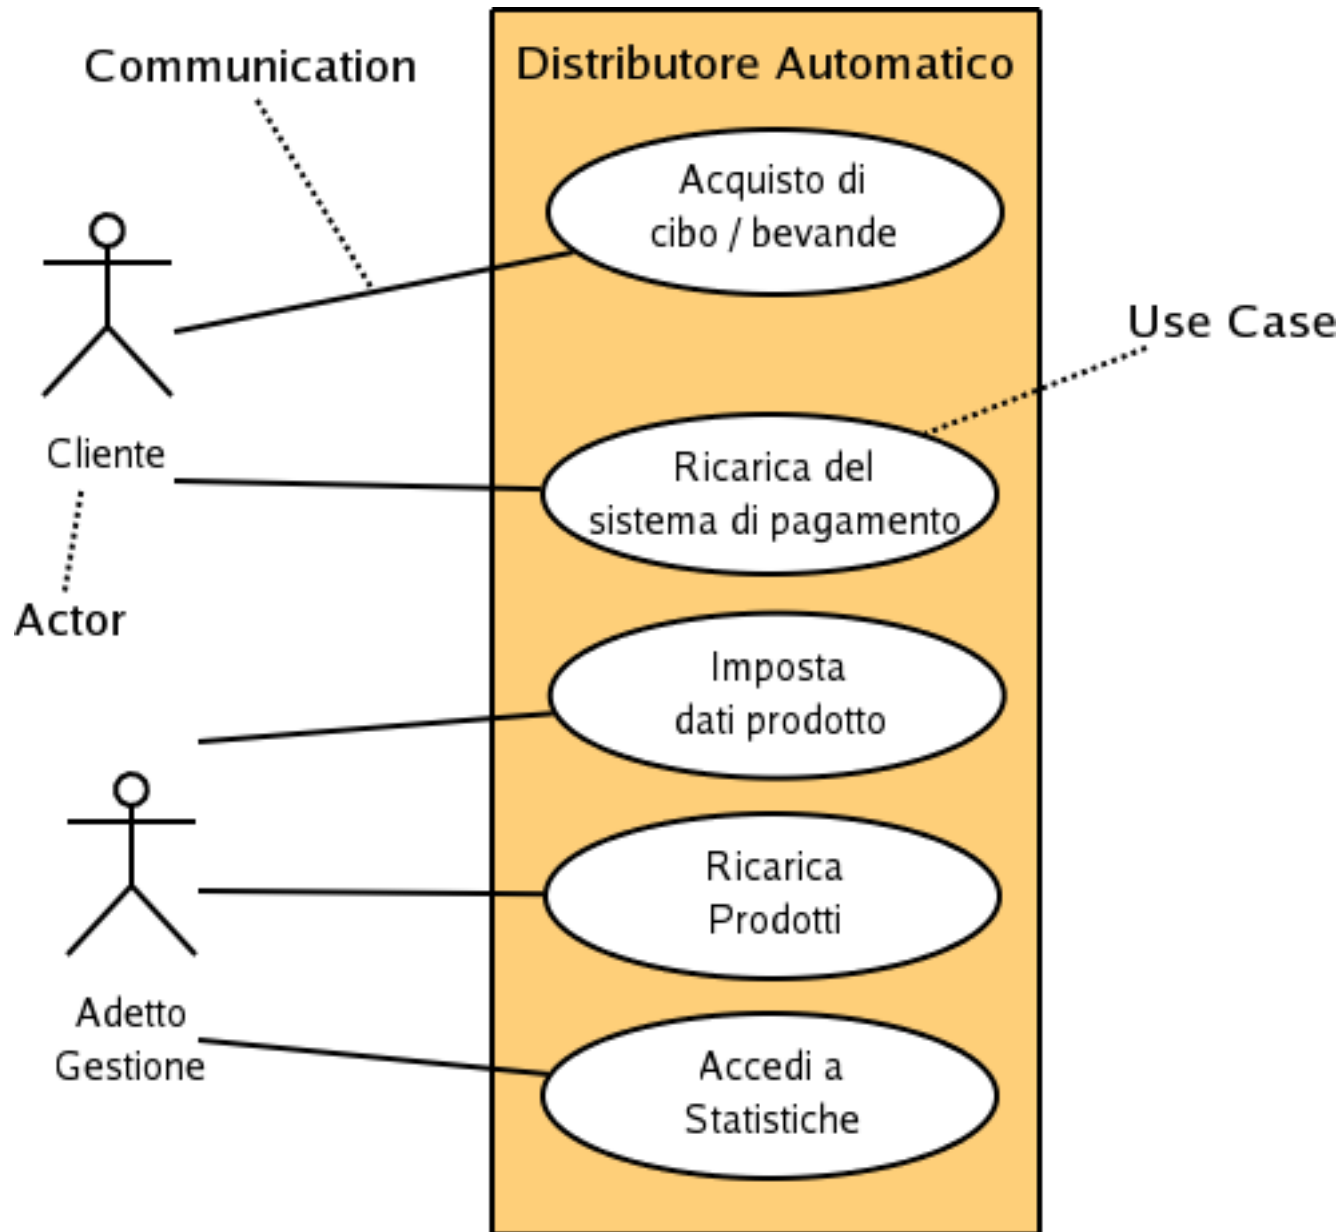 Communication
Distributore Automatico
Acquisto di
cibo / bevande
Use Case
Cliente
Ricarica del
sistema di pagamento
Actor
Imposta
dati prodotto
Ricarica
Prodotti
Adetto
Gestione
Accedi a
Statistiche